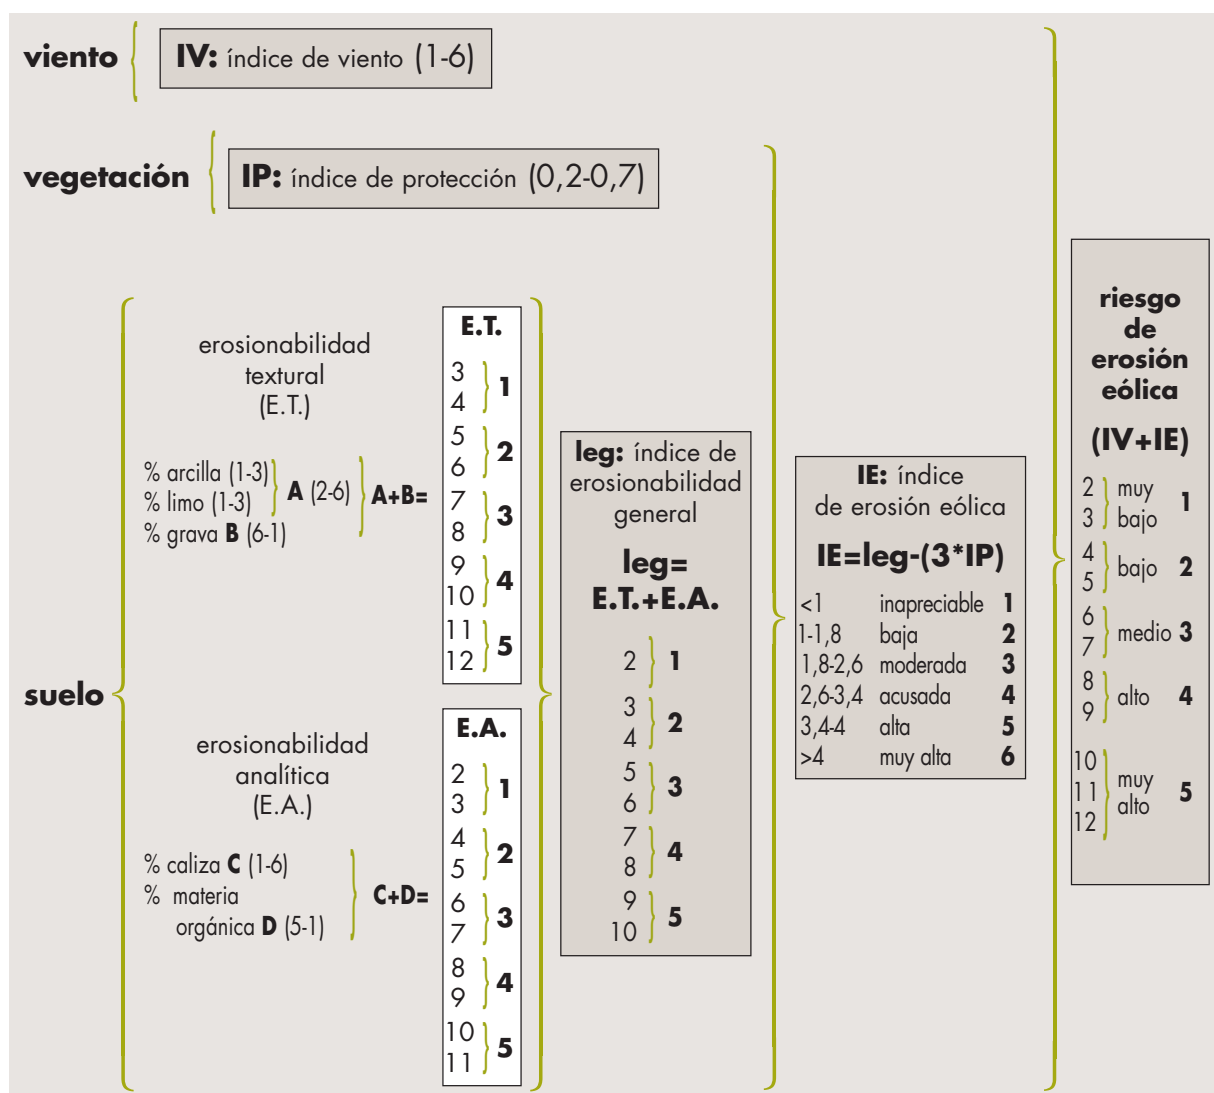 viento
IV: índice de viento (1-6)
vegetación
IP: índice de protección (0,2-0,7)
suelo
erosionabilidad
textural
(E.T.)
% arcilla (1-3)
% limo (1-3)
A (2-6)
% grava B (6-1)
A+B=
E.T.
3
4
1
5
6
2
7
8
3
9
10
4
11
12
5
erosionabilidad
analítica
(E.A.)
% caliza C (1-6)
% materia
orgánica D (5-1)
C+D=
E.A.
2
3
1
4
5
2
6
7
3
8
9
4
10
11
5
leg: índice de
erosionabilidad
general
leg=
E.T.+E.A.
2
1
3
4
2
5
6
3
7
8
4
9
10
5
IE: índice
de erosión eólica
IE=leg-(3*IP)
<1 inapreciable 1
1-1,8 baja 2
1,8-2,6 moderada 3
2,6-3,4 acusada 4
3,4-4 alta 5
>4 muy alta 6
riesgo
de
erosión
eólica
(IV+IE)
2
3
muy
bajo
1
4
5
bajo 2
6
7
medio 3
8
9
alto 4
10
11
12
muy
alto
5